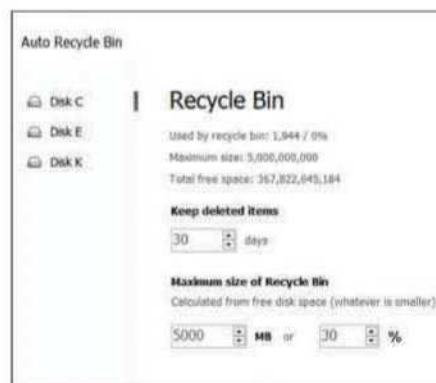 Auto Recycle Bin
Disk C
Disk E
Disk K
Recycle Bin
Used by recycle bin: 1,944 / 0%
Maximum size: 5,000,000,000
Total free space: 367,822,645,184
Keep deleted items
30 days
Maximum size of Recycle Bin
Calculated from free disk space (whatever is smaller)
5000 MB or 30 %